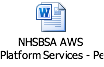 NHSBSA AWS
Platform Services - Pe